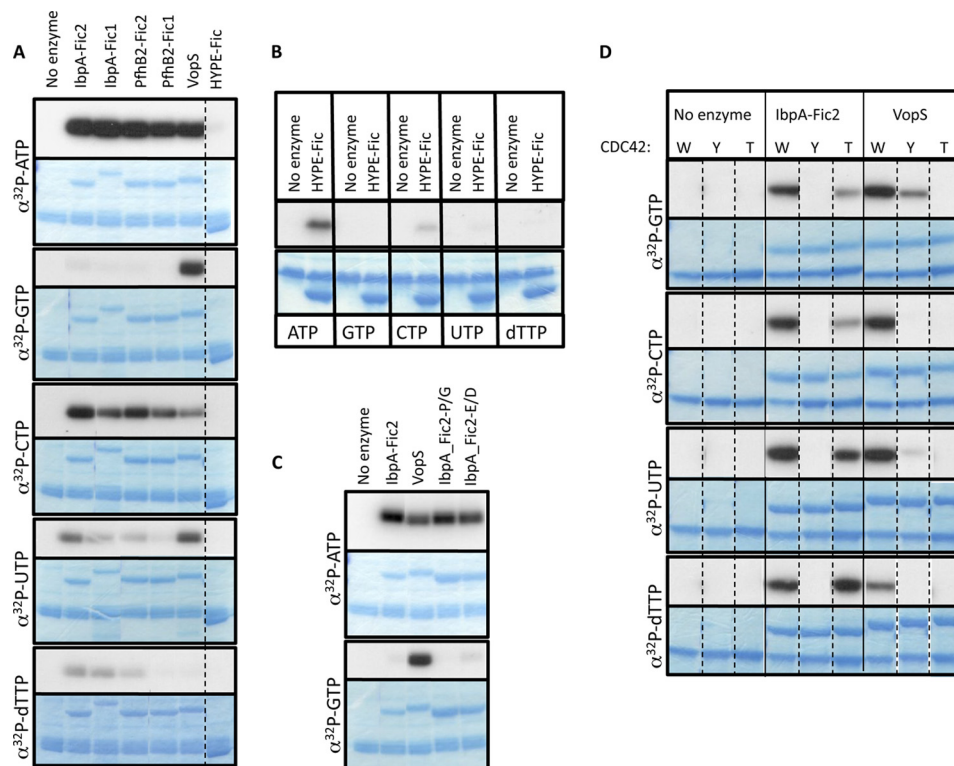 A
No enzyme
IbpA-Fic2
IbpA-Fic1
PfhB2-Fic2
PfhB2-Fic1
VopS
HYPE-Fic
α³²P-ATP
α³²P-GTP
α³²P-CTP
α³²P-UTP
α³²P-dTTP
B
No enzyme
HYPE-Fic
No enzyme
HYPE-Fic
No enzyme
HYPE-Fic
No enzyme
HYPE-Fic
No enzyme
HYPE-Fic
ATP GTP CTP UTP dTTP
C
No enzyme
IbpA-Fic2
VopS
IbpA_Fic2-P/G
IbpA_Fic2-E/D
α³²P-ATP
α³²P-GTP
D
No enzyme IbpA-Fic2 VopS
CDC42: W Y T W Y T W Y T
α³²P-GTP
α³²P-CTP
α³²P-UTP
α³²P-dTTP